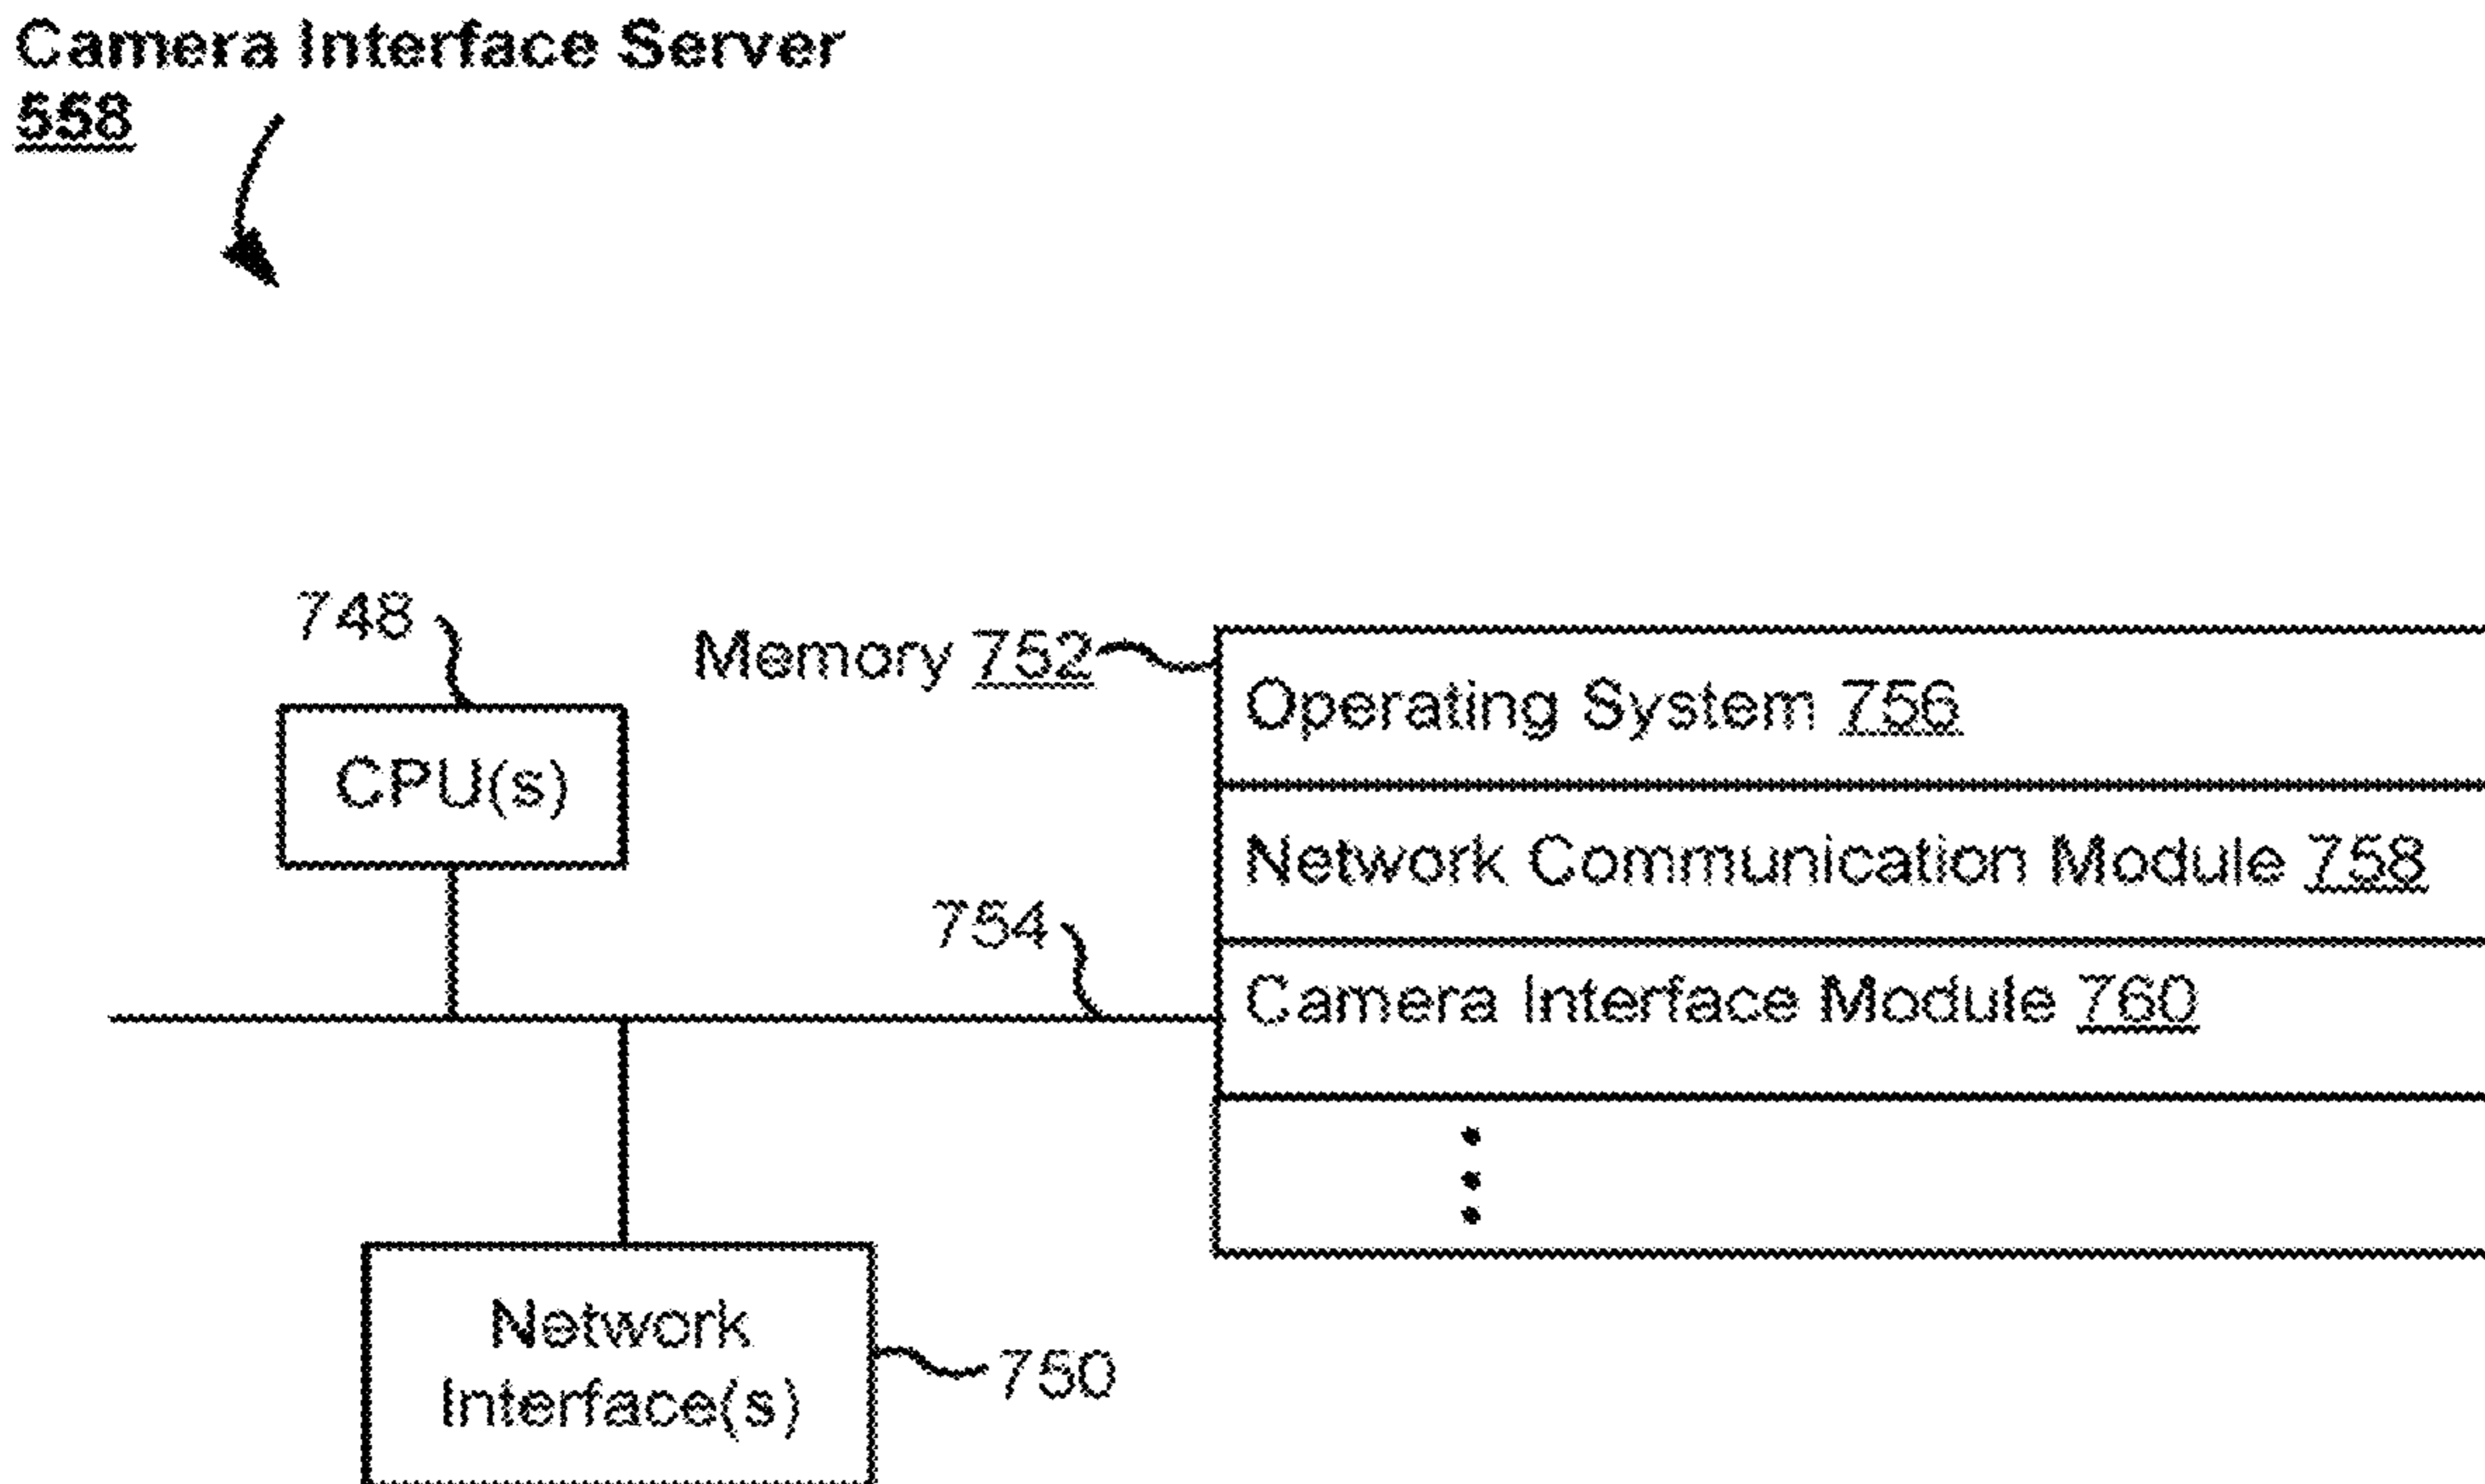 Camera Interface Server
558
748
Memory 752
Operating System 756
CPU(s)
Network Communication Module 758
754
Camera Interface Module 760
Network
Interface(s)
750